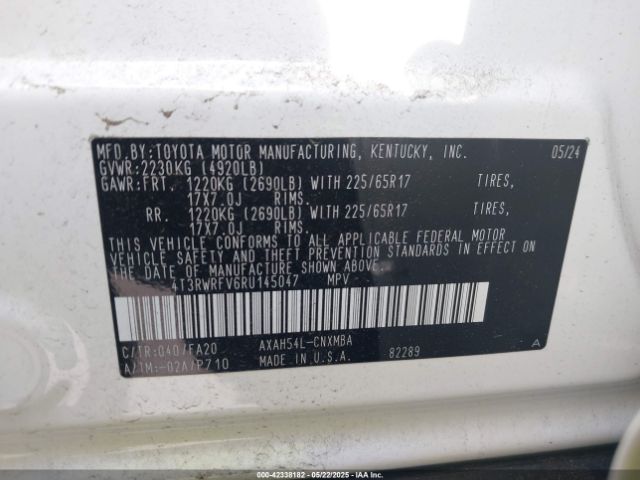 MFD.BY:TOYOTA MOTOR MANUFACTURING, KENTUCKY, INC. 05/24
GVWR:2230KG (4920LB)
GAWR:FRT. 1220KG (2690LB) WITH 225/65R17 TIRES,
17X7.0J RIMS.
RR. 1220KG (2690LB) WITH 225/65R17 TIRES,
17X7.0J RIMS.
THIS VEHICLE CONFORMS TO ALL APPLICABLE FEDERAL MOTOR
VEHICLE SAFETY AND THEFT PREVENTION STANDARDS IN EFFECT ON
THE DATE OF MANUFACTURE SHOWN ABOVE.
4T3RWRFV6RU145047 MPV
C/TR:040/FA20 AXAH54L-CNXMBA
A/TM:-02A/P710 MADE IN U.S.A. 82289 A
000-42338182 - 05/22/2025 - IAAI.COM